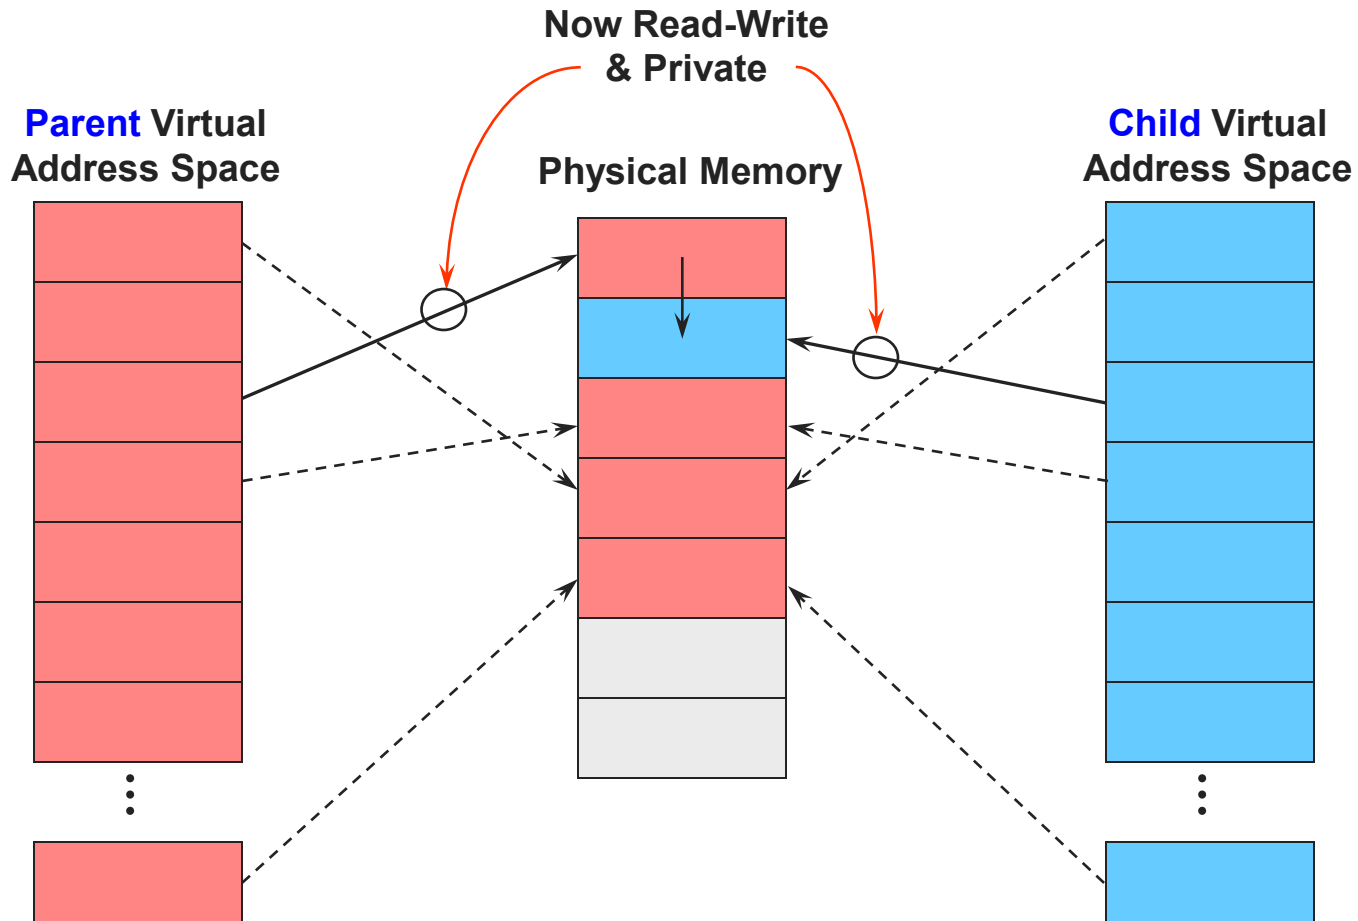 Now Read-Write
& Private
Parent Virtual
Address Space
Physical Memory
Child Virtual
Address Space